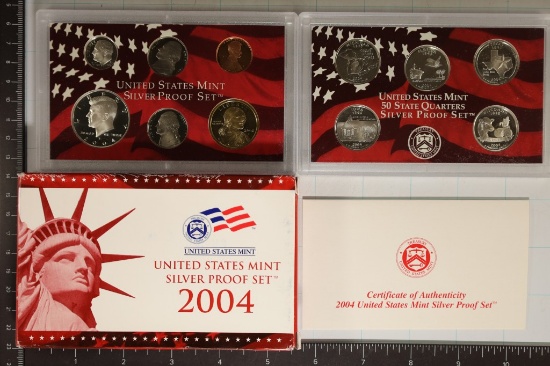 UNITED STATES MINT
SILVER PROOF SET™
UNITED STATES MINT
50 STATE QUARTERS
SILVER PROOF SET™
UNITED STATES MINT
UNITED STATES MINT
SILVER PROOF SET™
2004
Certificate of Authenticity
2004 United States Mint Silver Proof Set™